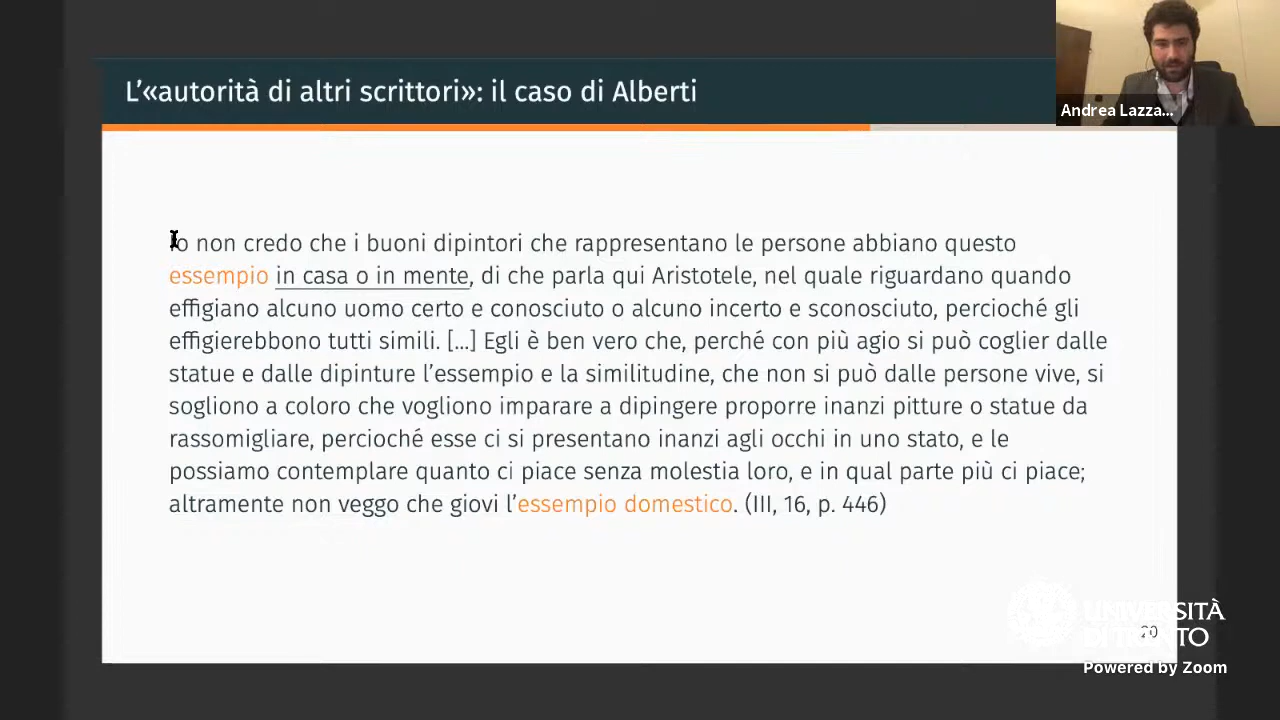 L'«autorità di altri scrittori»: il caso di Alberti
Andrea Lazza...
Io non credo che i buoni dipintori che rappresentano le persone abbiano questo
essempio in casa o in mente, di che parla qui Aristotele, nel quale riguardano quando
effigiano alcuno uomo certo e conosciuto o alcuno incerto e sconosciuto, percioché gli
effigierebbono tutti simili. [...] Egli è ben vero che, perché con più agio si può coglier dalle
statue e dalle dipinture l'essempio e la similitudine, che non si può dalle persone vive, si
sogliono a coloro che vogliono imparare a dipingere proporre inanzi pitture o statue da
rassomigliare, percioché esse ci si presentano inanzi agli occhi in uno stato, e le
possiamo contemplare quanto ci piace senza molestia loro, e in qual parte più ci piace;
altramente non veggo che giovi l'essempio domestico. (III, 16, p. 446)
UNIVERSITÀ
DI TRENTO
20
Powered by Zoom